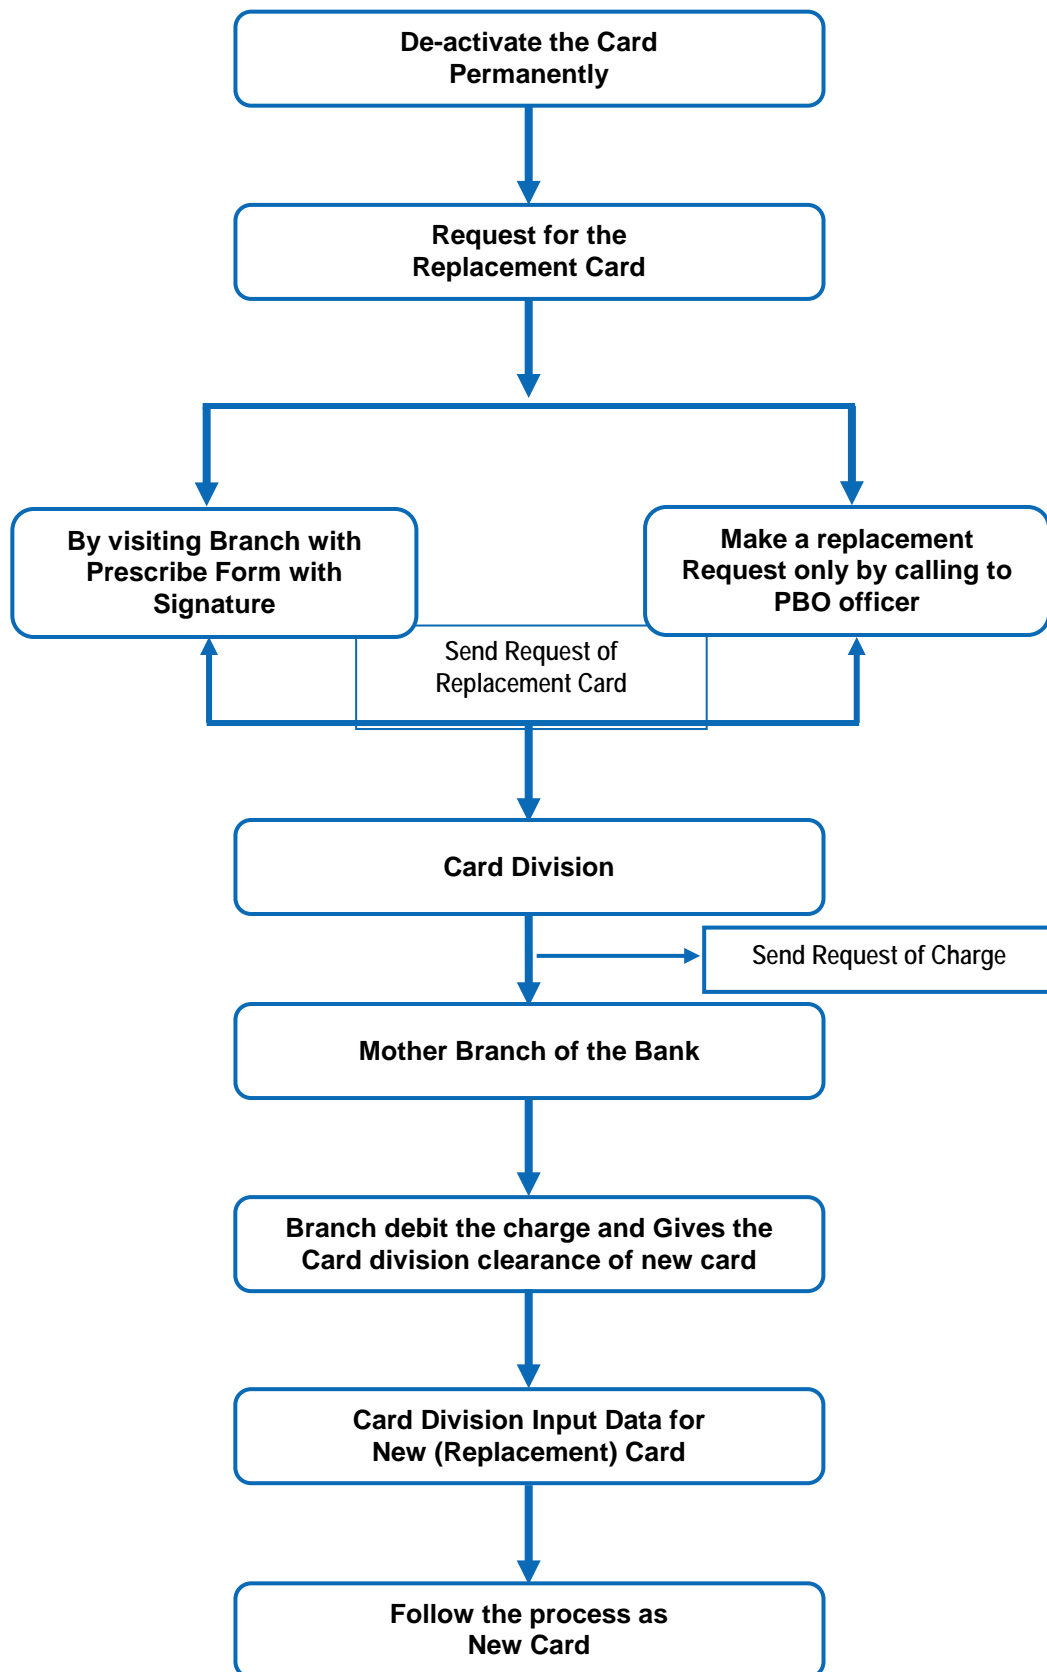 De-activate the Card
Permanently
Request for the
Replacement Card
By visiting Branch with
Prescribe Form with
Signature
Make a replacement
Request only by calling to
PBO officer
Send Request of
Replacement Card
Card Division
Send Request of Charge
Mother Branch of the Bank
Branch debit the charge and Gives the
Card division clearance of new card
Card Division Input Data for
New (Replacement) Card
Follow the process as
New Card